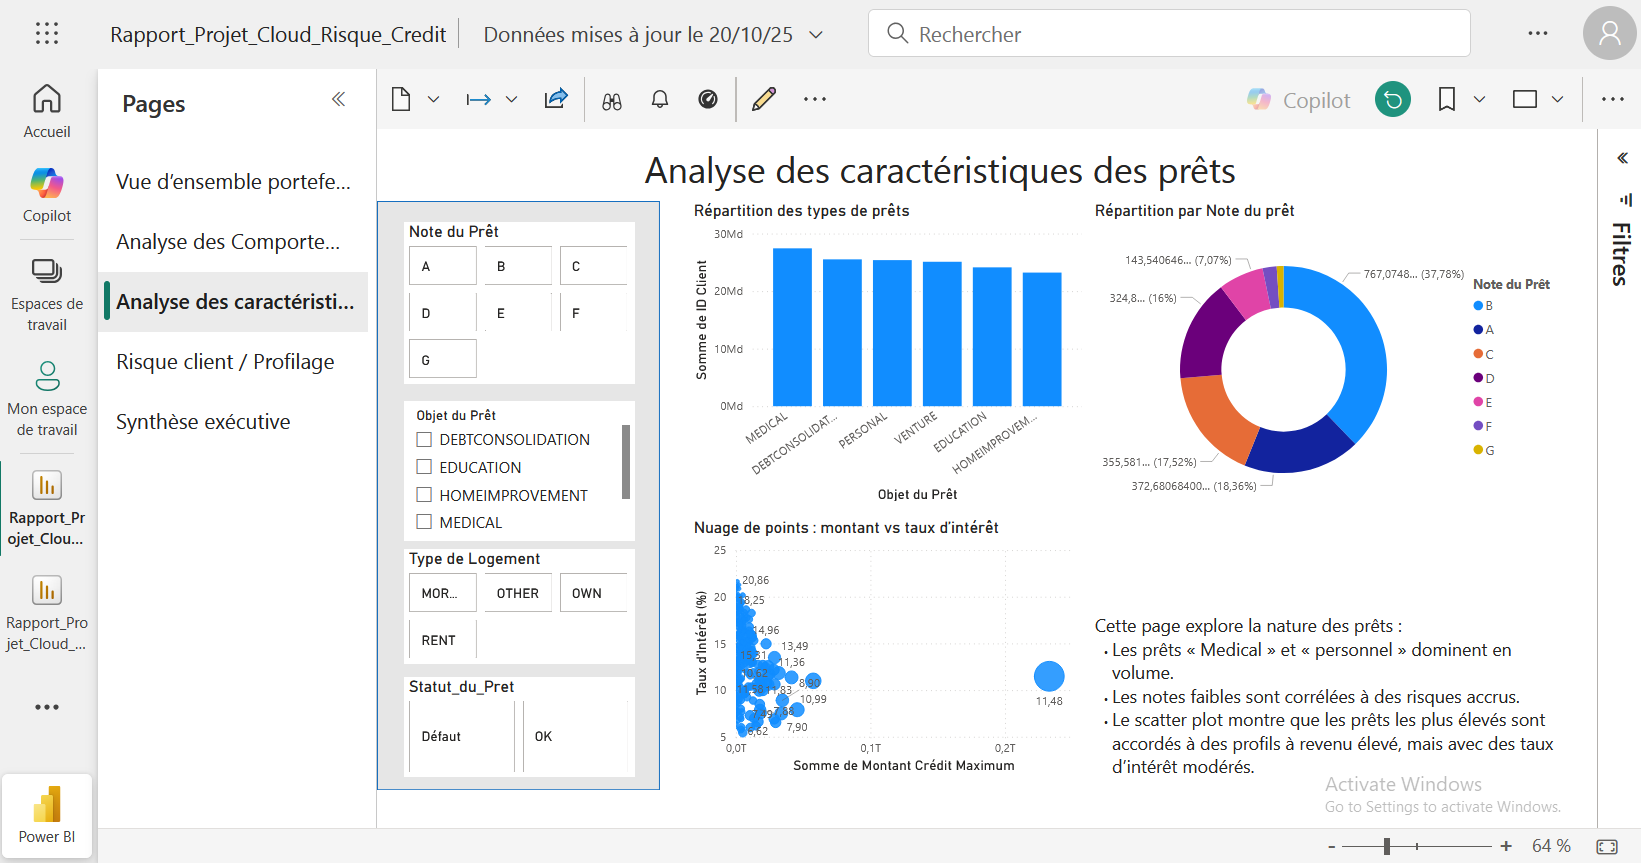 Rapport_Projet_Cloud_Risque_Credit
Données mises à jour le 20/10/25
Rechercher
Accueil
Copilot
Espaces de
travail
Mon espace
de travail
Rapport_Pr
ojet_Clou...
Rapport_Pro
jet_Cloud_...
Power BI
Pages
Vue d’ensemble portefe...
Analyse des Comporte...
Analyse des caractéristi...
Risque client / Profilage
Synthèse exécutive
Copilot
Analyse des caractéristiques des prêts
Note du Prêt
A
B
C
D
E
F
G
Objet du Prêt
DEBTCONSOLIDATION
EDUCATION
HOMEIMPROVEMENT
MEDICAL
Type de Logement
MOR...
OTHER
OWN
RENT
Statut_du_Pret
Défaut
OK
Répartition des types de prêts
Somme de ID Client
30Md
20Md
10Md
0Md
MEDICAL
DEBTCONSOLIDAT...
PERSONAL
VENTURE
EDUCATION
HOMEIMPROVEM...
Objet du Prêt
Répartition par Note du prêt
143,540646... (7,07%)
767,0748... (37,78%)
324,8... (16%)
355,581... (17,52%)
372,68068400... (18,36%)
Note du Prêt
B
A
C
D
E
F
G
Nuage de points : montant vs taux d’intérêt
Taux d'Intérêt (%)
25
20
15
10
5
20,86
14,96
13,49
11,36
8,90
11,83
10,99
7,90
11,48
0,0T
0,1T
0,2T
Somme de Montant Crédit Maximum
Cette page explore la nature des prêts :
• Les prêts « Medical » et « personnel » dominent en
volume.
• Les notes faibles sont corrélées à des risques accrus.
• Le scatter plot montre que les prêts les plus élevés sont
accordés à des profils à revenu élevé, mais avec des taux
d’intérêt modérés.
Filtres
Activate Windows
Go to Settings to activate Windows.
64 %